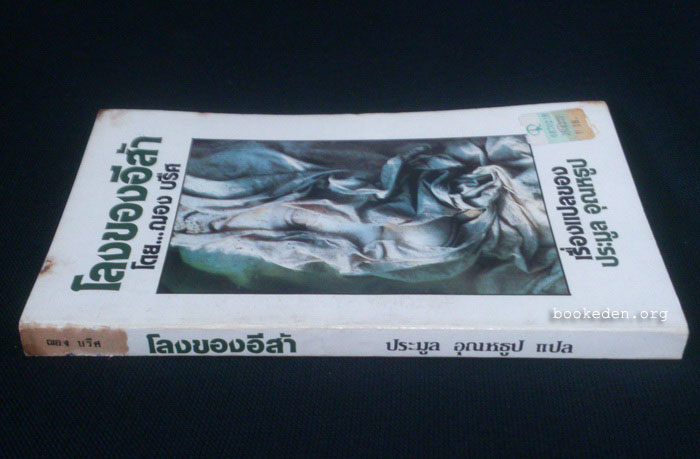 โลงของอีส้า
โดย...ฌอง บรีศ
เรื่องแปลของ
ประมูล อุณหธูป
bookeden.org
ฌอง บรีศ
โลงของอีส้า
ประมูล อุณหธูป แปล